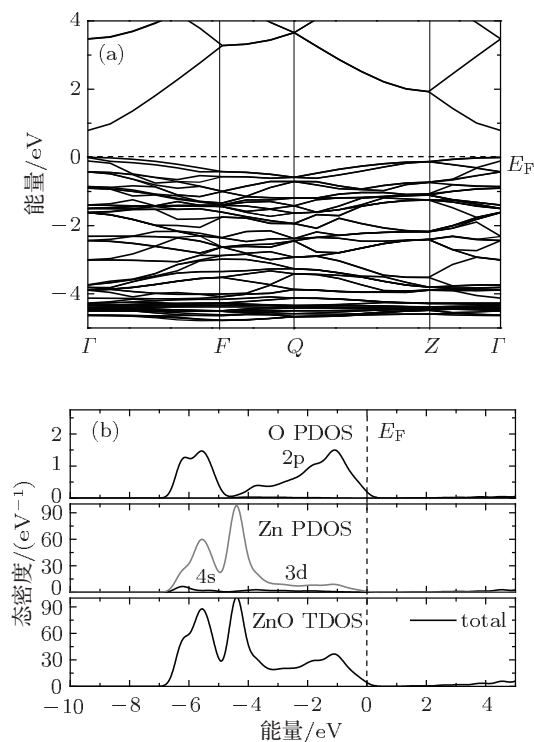 4
(a)
2
0
E_F
−2
−4
能量/eV
Γ F Q Z Γ
(b)
O PDOS
E_F
2p
2
1
0
Zn PDOS
90
60
30
0
4s
3d
ZnO TDOS
total
90
60
30
0
态密度/(eV⁻¹)
−10 −8 −6 −4 −2 0 2 4
能量/eV